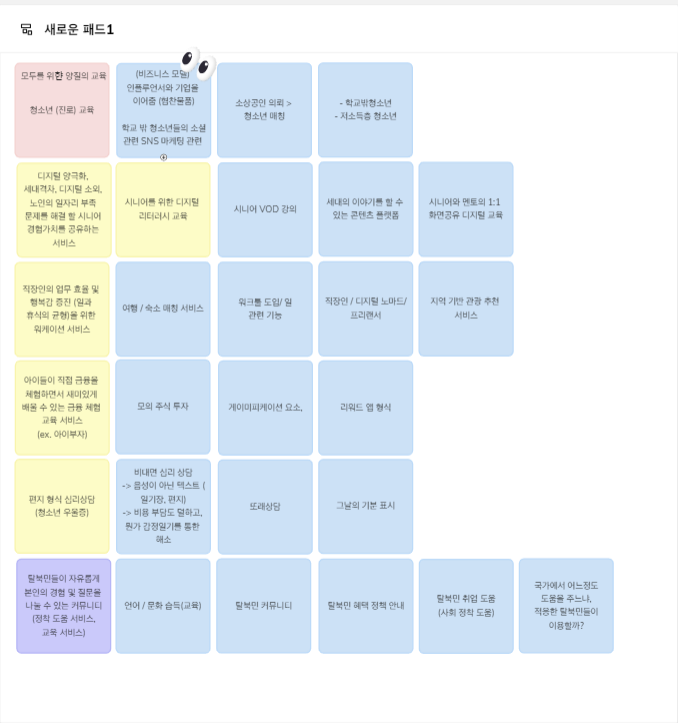 새로운 패드1
모두를 위한 양질의 교육
청소년 (진로) 교육
(비즈니스 모델)
인플루언서와 기업을
이어줌 (협찬물품)
학교 밖 청소년들의 소셜
관련 SNS 마케팅 관련
소상공인 의뢰 >
청소년 매칭
- 학교밖청소년
- 저소득층 청소년
디지털 양극화,
세대격차, 디지털 소외,
노인의 일자리 부족
문제를 해결 할 시니어
경험가치를 공유하는
서비스
시니어를 위한 디지털
리터러시 교육
시니어 VOD 강의
세대의 이야기를 할 수
있는 콘텐츠 플랫폼
시니어와 멘토의 1:1
화면공유 디지털 교육
직장인의 업무 효율 및
행복감 증진 (일과
휴식의 균형)을 위한
워케이션 서비스
여행 / 숙소 매칭 서비스
워크툴 도입/ 일
관련 기능
직장인 / 디지털 노마드/
프리랜서
지역 기반 관광 추천
서비스
아이들이 직접 금융을
체험하면서 재미있게
배울 수 있는 금융 체험
교육 서비스
(ex. 아이부자)
모의 주식 투자
게이미피케이션 요소,
리워드 앱 형식
편지 형식 심리상담
(청소년 우울증)
비대면 심리 상담
-> 음성이 아닌 텍스트 (
일기장, 편지)
-> 비용 부담도 덜하고,
뭔가 감정일기를 통한
해소
또래상담
그날의 기분 표시
탈북민들이 자유롭게
본인의 경험 및 질문을
나눌 수 있는 커뮤니티
(정착 도움 서비스,
교육 서비스)
언어 / 문화 습득(교육)
탈북민 커뮤니티
탈북민 혜택 정책 안내
탈북민 취업 도움
(사회 정착 도움)
국가에서 어느정도
도움을 주느냐,
적응한 탈북민들이
이용할까?